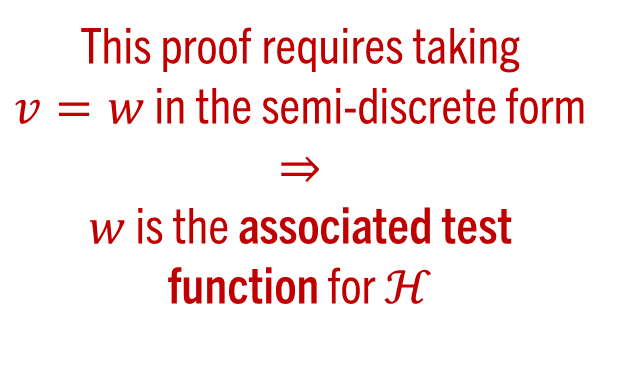 This proof requires taking
𝑣 = 𝑤 in the semi-discrete form
⇒
𝑤 is the associated test
function for ℋ